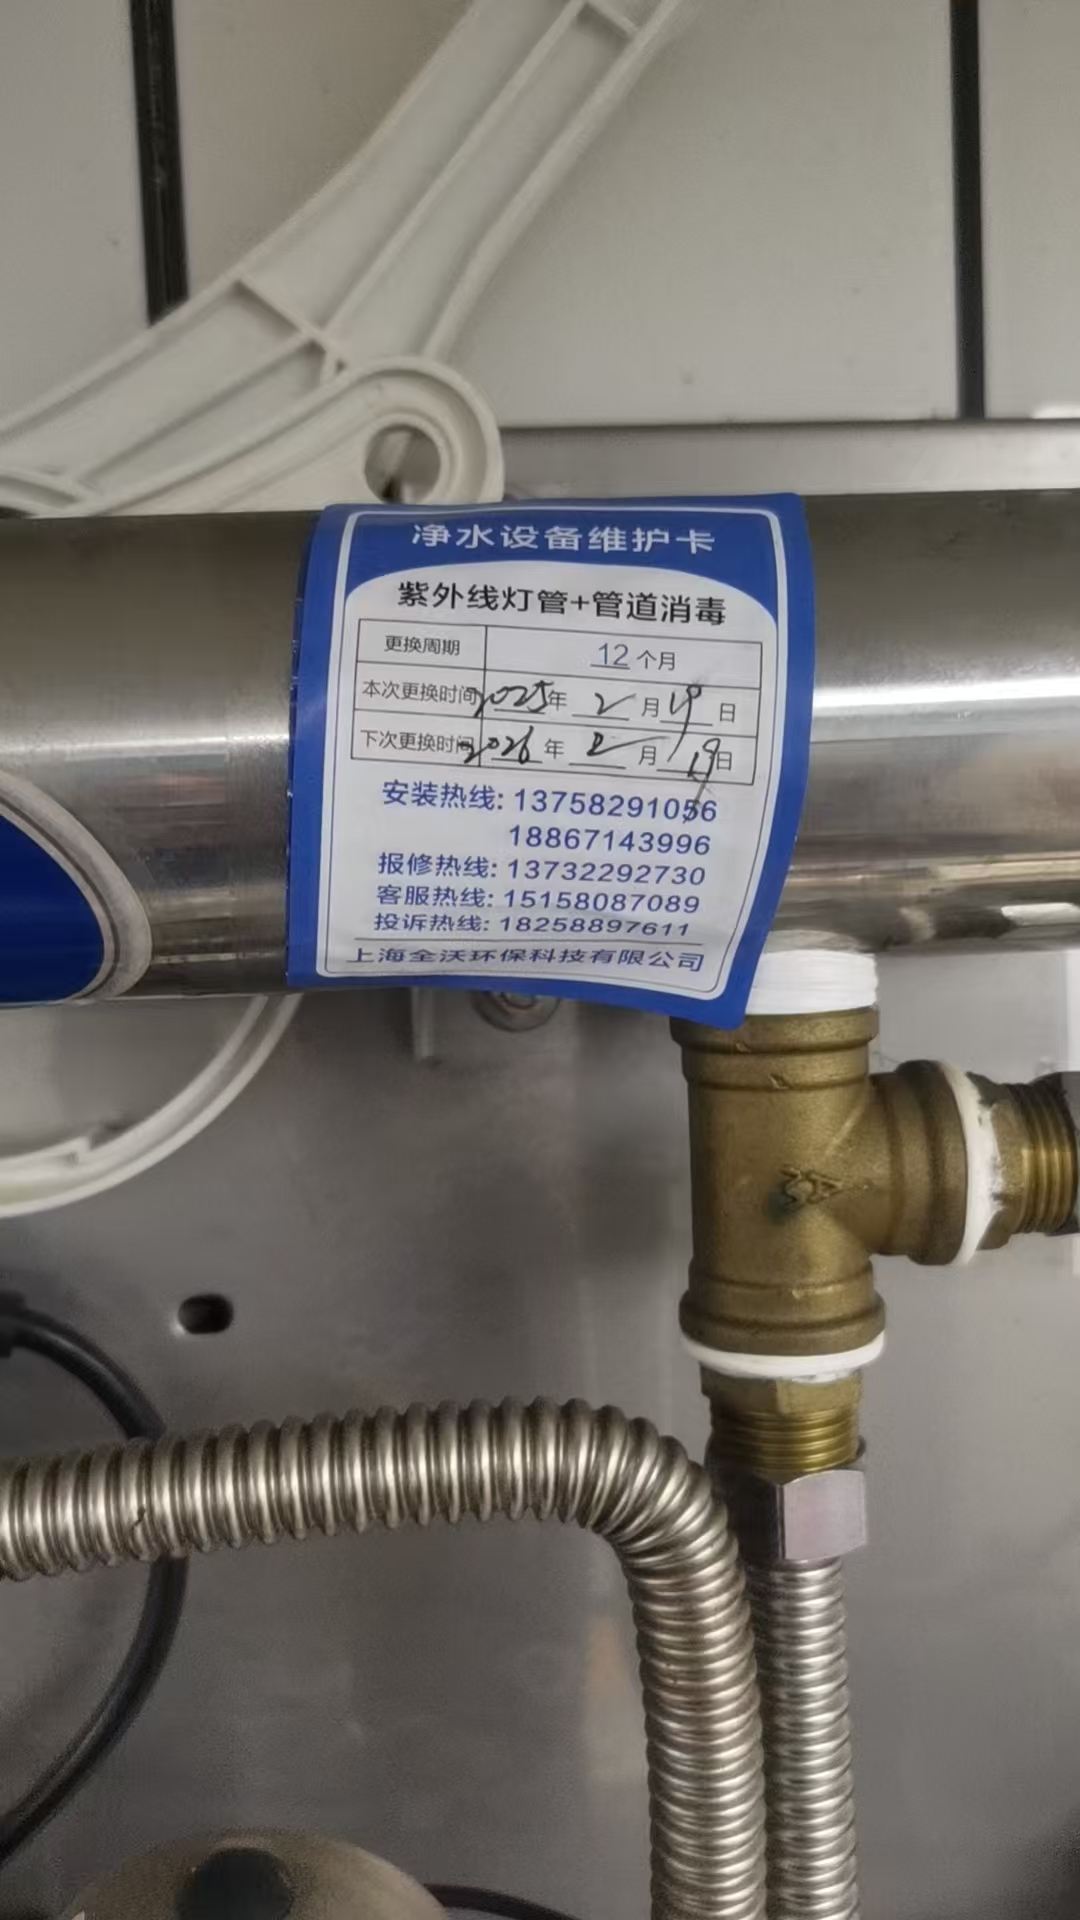 净水设备维护卡
紫外线灯管+管道消毒
更换周期 12 个月
本次更换时间 2025 年 2 月 19 日
下次更换时间 2026 年 2 月 19 日
安装热线: 13758291056
18867143996
报修热线: 13732292730
客服热线: 15158087089
投诉热线: 18258897611
上海全沃环保科技有限公司